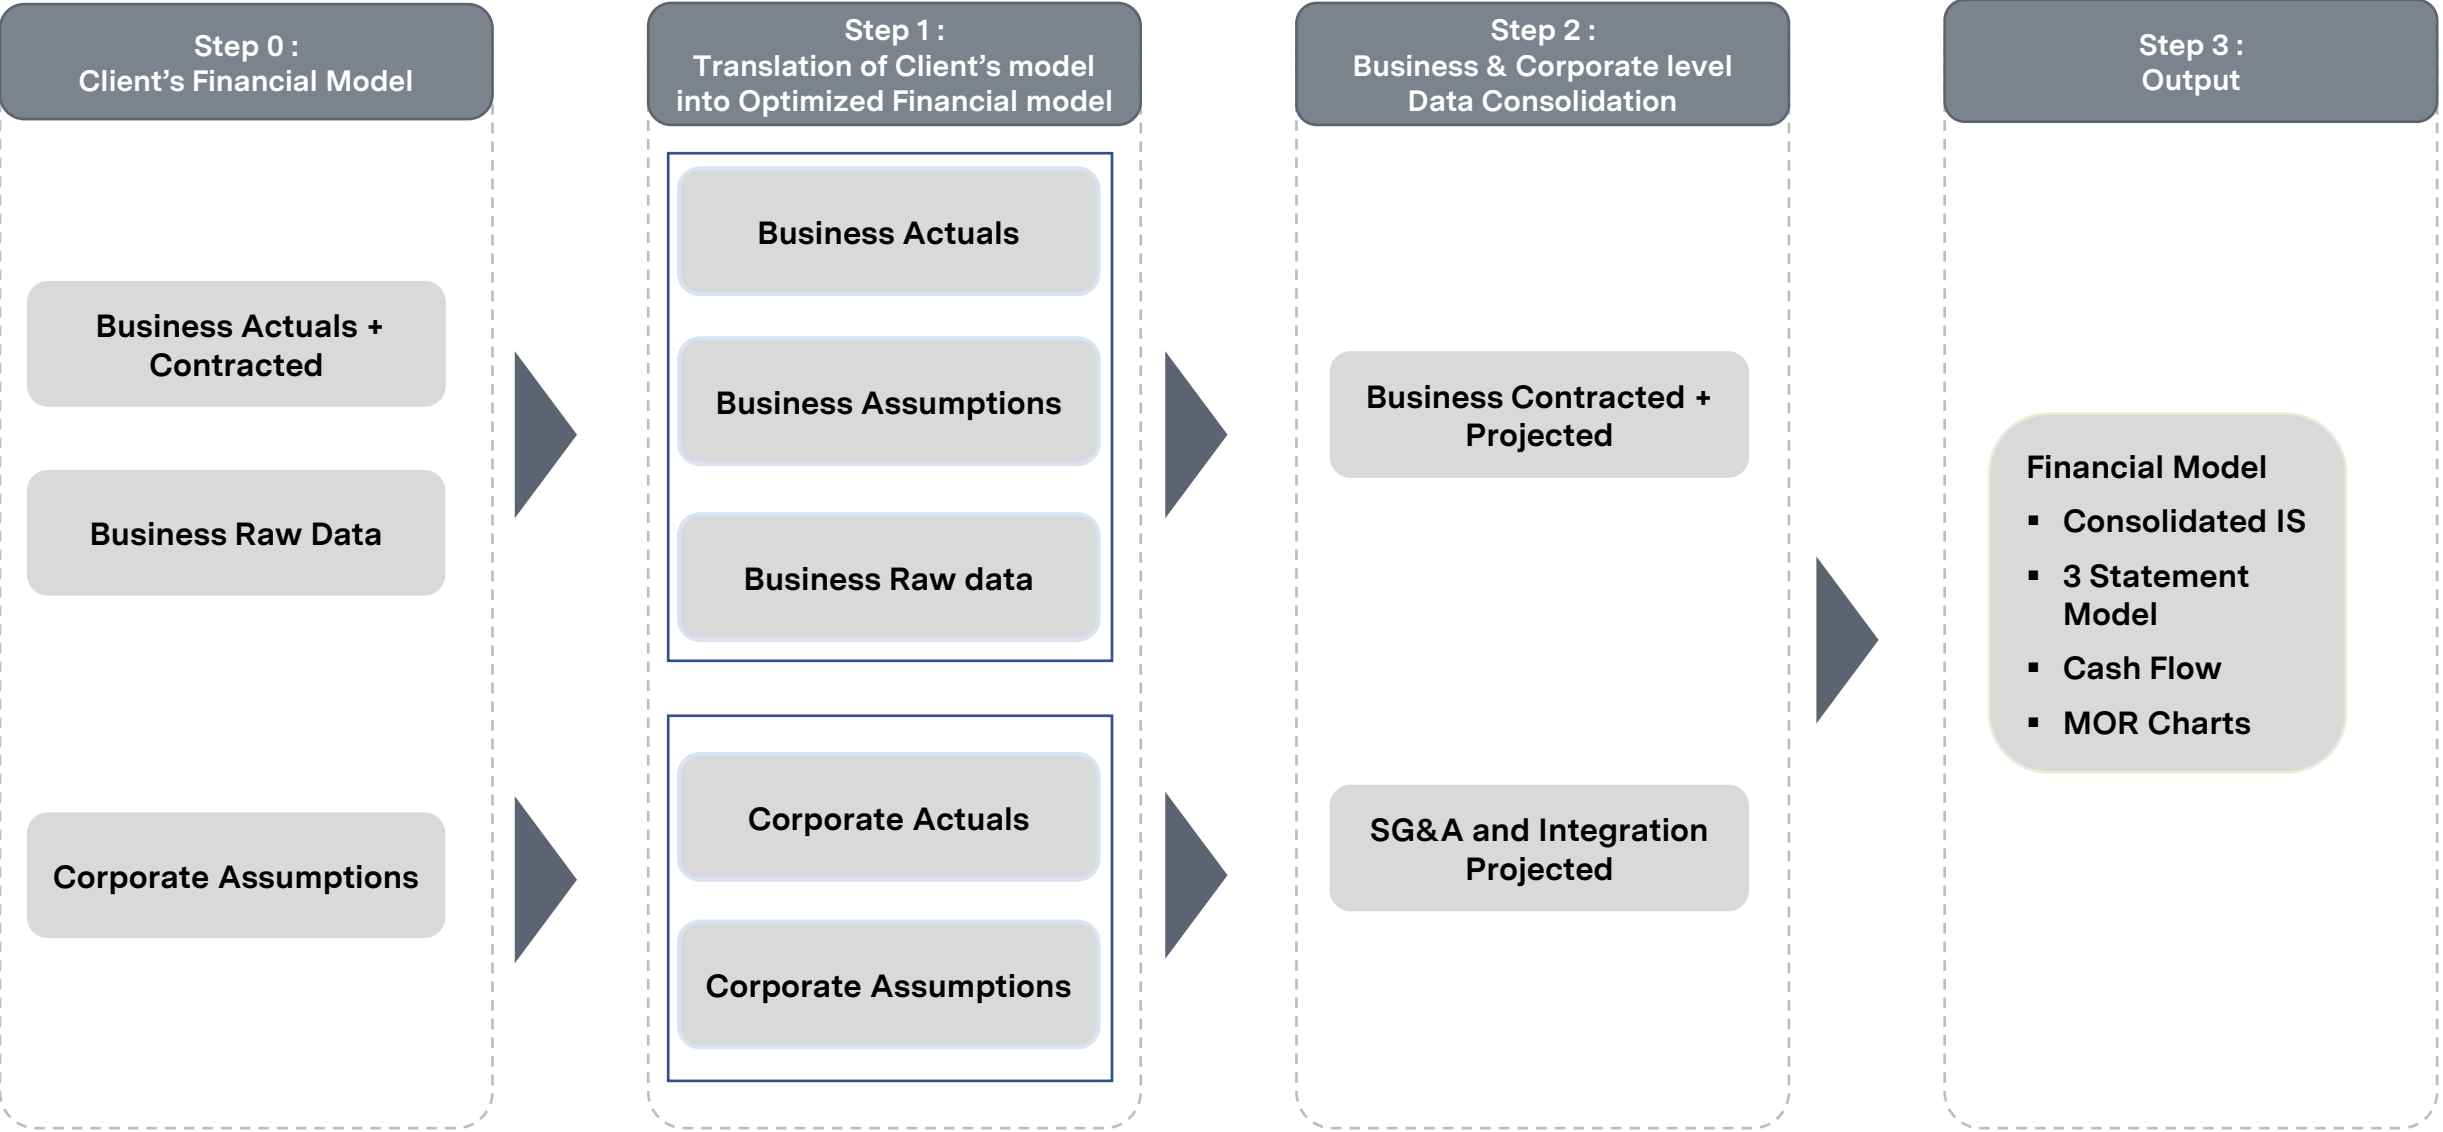 Step 0 :
Client's Financial Model
Business Actuals +
Contracted
Business Raw Data
Corporate Assumptions
Step 1 :
Translation of Client's model
into Optimized Financial model
Business Actuals
Business Assumptions
Business Raw data
Corporate Actuals
Corporate Assumptions
Step 2 :
Business & Corporate level
Data Consolidation
Business Contracted +
Projected
SG&A and Integration
Projected
Step 3 :
Output
Financial Model
▪ Consolidated IS
▪ 3 Statement
Model
▪ Cash Flow
▪ MOR Charts